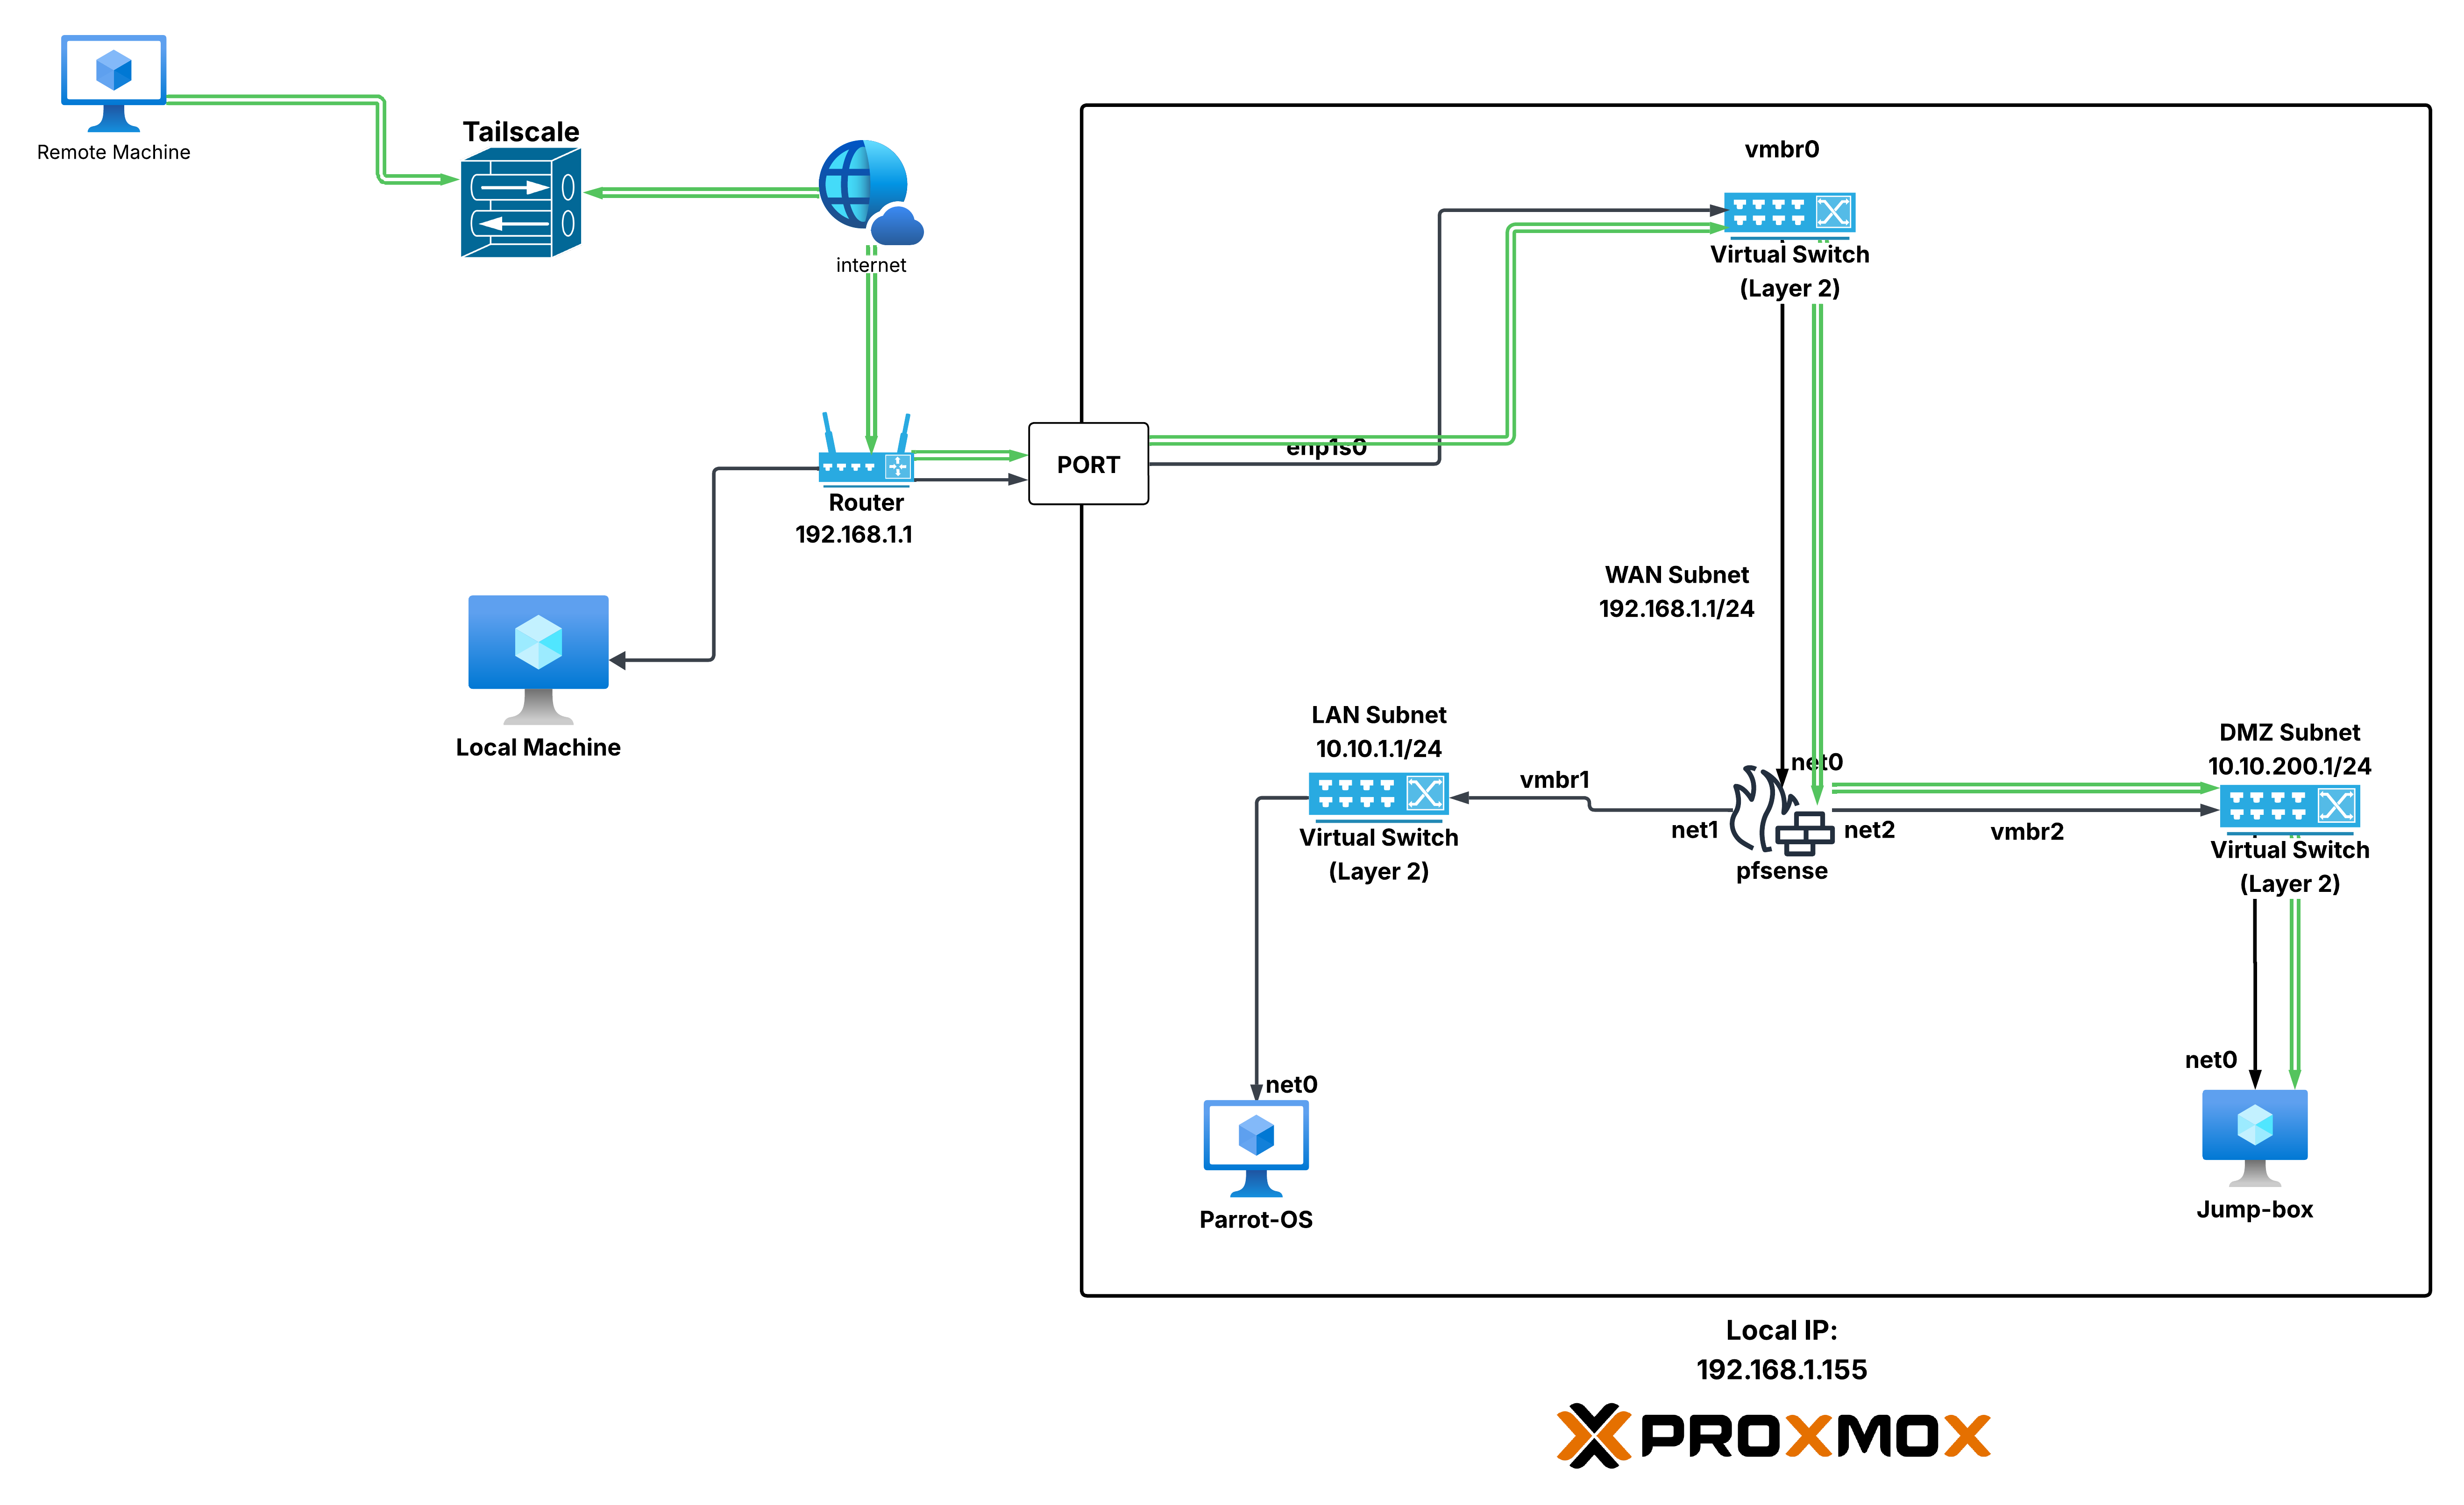 Remote Machine
Tailscale
internet
vmbr0
Virtual Switch
(Layer 2)
PORT
enp1s0
Router
192.168.1.1
WAN Subnet
192.168.1.1/24
Local Machine
LAN Subnet
10.10.1.1/24
Virtual Switch
(Layer 2)
vmbr1
net0
net1
net2
pfsense
vmbr2
DMZ Subnet
10.10.200.1/24
Virtual Switch
(Layer 2)
net0
Parrot-OS
net0
Jump-box
Local IP:
192.168.1.155
PROXMOX